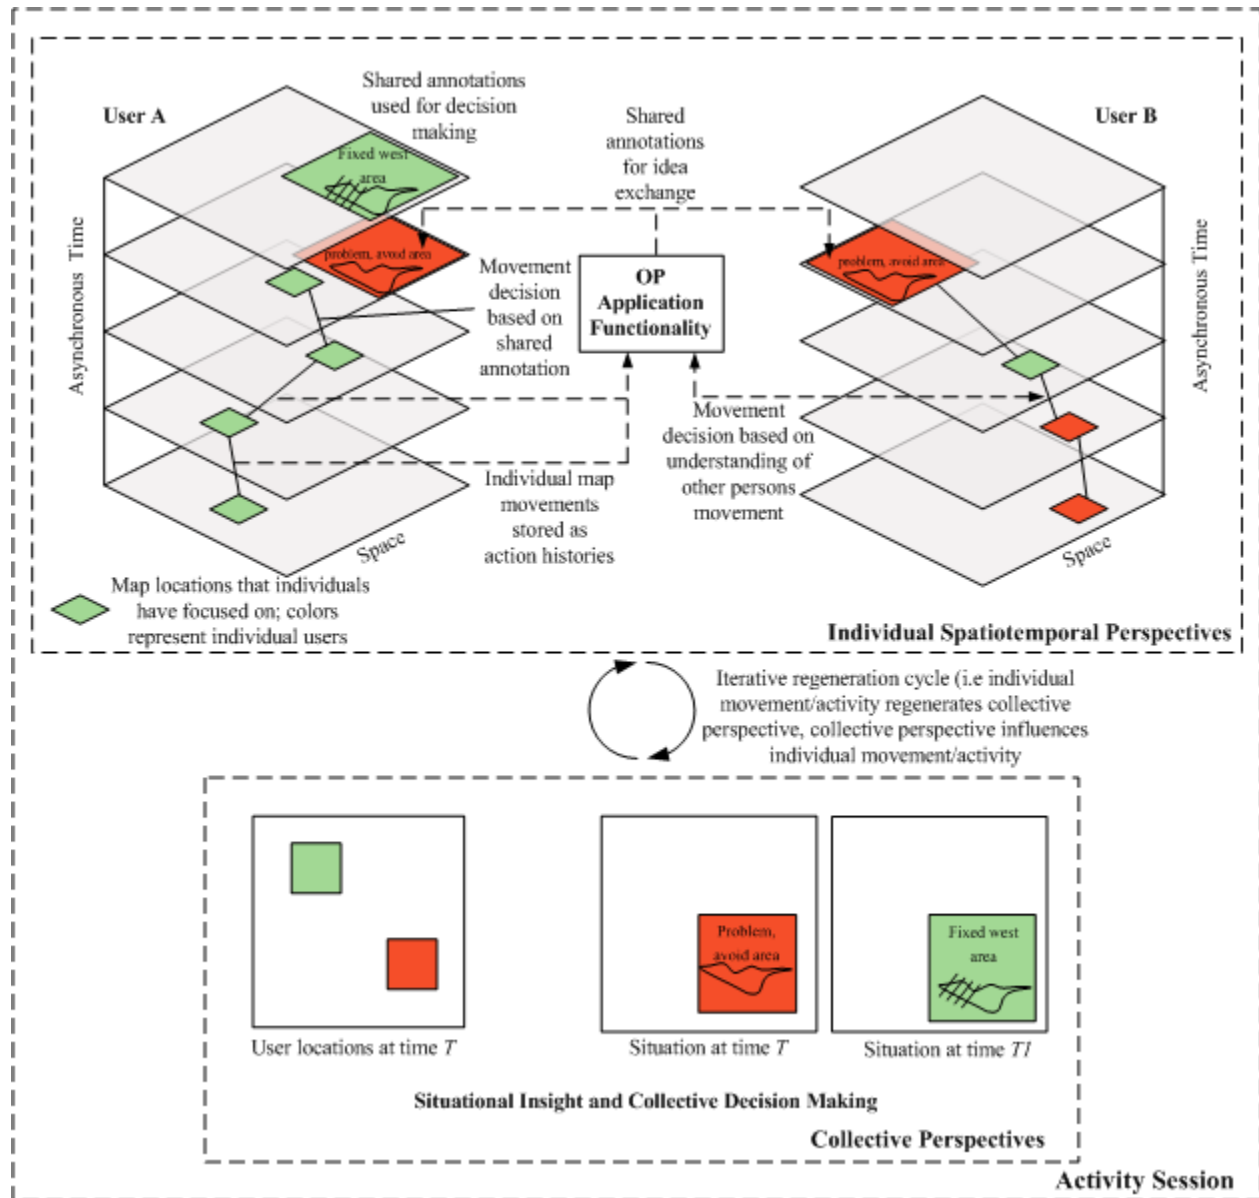 Shared annotations
used for decision
making
User A
Fixed west
area
Shared
annotations
for idea
exchange
User B
Asynchronous Time
problem, avoid area
Movement
decision
based on
shared
annotation
OP
Application
Functionality
problem, avoid area
Asynchronous Time
Individual map
movements
stored as
action histories
Movement
decision based on
understanding of
other persons
movement
Space
Space
Map locations that individuals
have focused on; colors
represent individual users
Individual Spatiotemporal Perspectives
Iterative regeneration cycle (i.e individual
movement/activity regenerates collective
perspective, collective perspective influences
individual movement/activity
Problem,
avoid area
Fixed west
area
User locations at time T
Situation at time T
Situation at time T1
Situational Insight and Collective Decision Making
Collective Perspectives
Activity Session